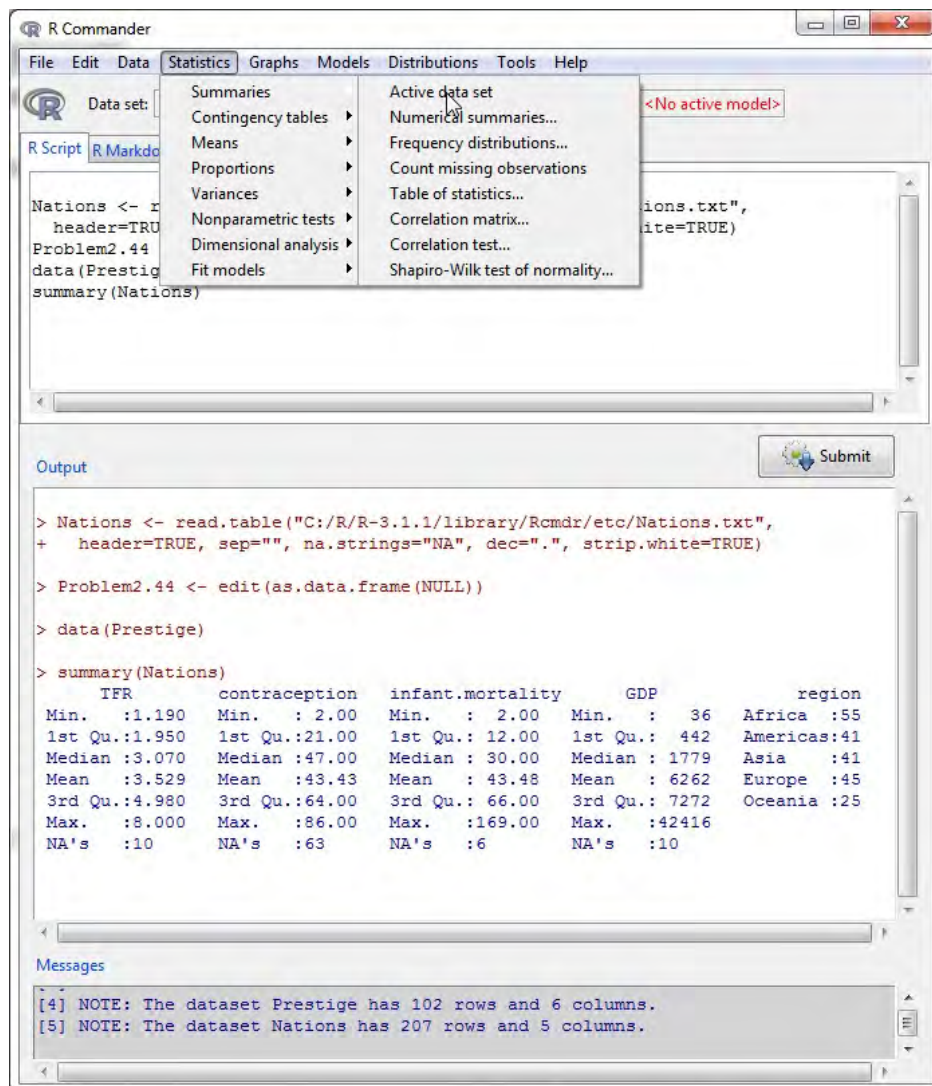 R Commander
File Edit Data Statistics Graphs Models Distributions Tools Help
Data set:
<No active model>
Summaries
Contingency tables
Means
Proportions
Variances
Nonparametric tests
Dimensional analysis
Fit models
Active data set
Numerical summaries...
Frequency distributions...
Count missing observations
Table of statistics...
Correlation matrix...
Correlation test...
Shapiro-Wilk test of normality...
R Script R Markdo
Nations <- r ions.txt",
header=TRU ite=TRUE)
Problem2.44
data(Prestig
summary(Nations)
Submit
Output
> Nations <- read.table("C:/R/R-3.1.1/library/Rcmdr/etc/Nations.txt",
+ header=TRUE, sep="", na.strings="NA", dec=".", strip.white=TRUE)
> Problem2.44 <- edit(as.data.frame(NULL))
> data(Prestige)
> summary(Nations)
TFR contraception infant.mortality GDP region
Min. :1.190 Min. : 2.00 Min. : 2.00 Min. : 36 Africa :55
1st Qu.:1.950 1st Qu.:21.00 1st Qu.: 12.00 1st Qu.: 442 Americas:41
Median :3.070 Median :47.00 Median : 30.00 Median : 1779 Asia :41
Mean :3.529 Mean :43.43 Mean : 43.48 Mean : 6262 Europe :45
3rd Qu.:4.980 3rd Qu.:64.00 3rd Qu.: 66.00 3rd Qu.: 7272 Oceania :25
Max. :8.000 Max. :86.00 Max. :169.00 Max. :42416
NA's :10 NA's :63 NA's :6 NA's :10
Messages
[4] NOTE: The dataset Prestige has 102 rows and 6 columns.
[5] NOTE: The dataset Nations has 207 rows and 5 columns.